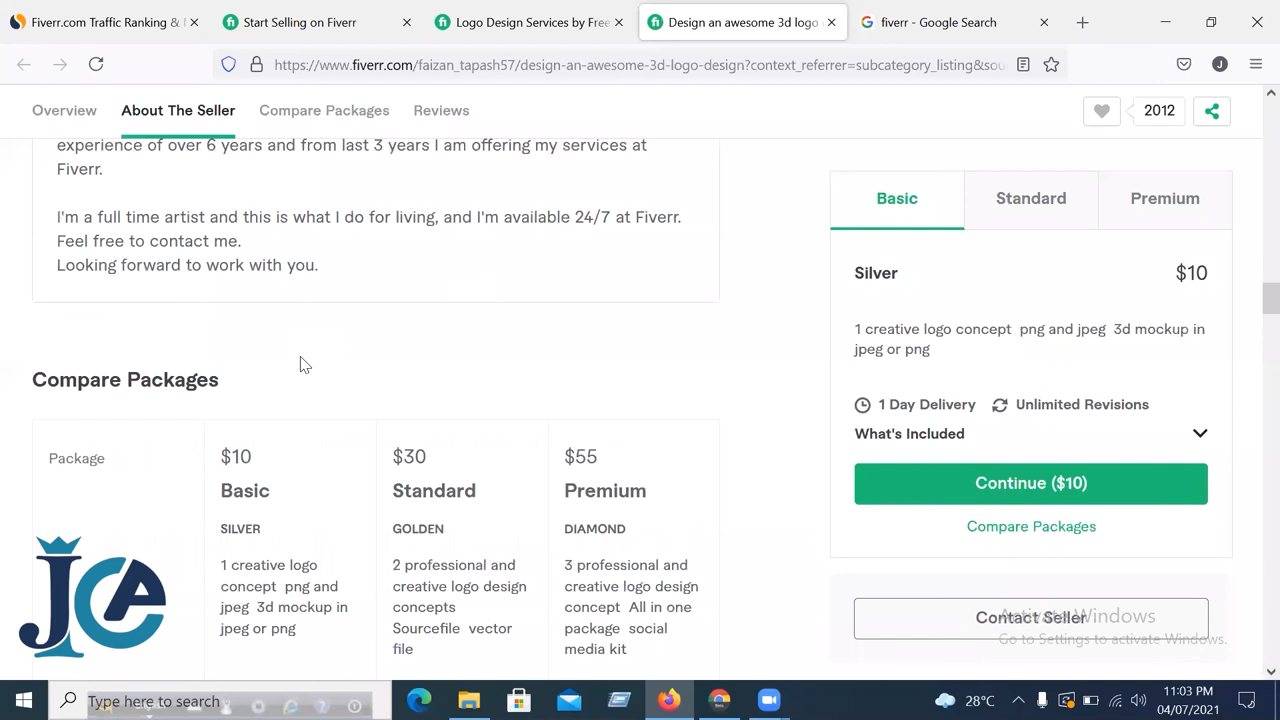 Fiverr.com Traffic Ranking &
Start Selling on Fiverr
Logo Design Services by Free
Design an awesome 3d logo
fiverr - Google Search
https://www.fiverr.com/faizan_tapash57/design-an-awesome-3d-logo-design?context_referrer=subcategory_listing&sou
J
Overview
About The Seller
Compare Packages
Reviews
2012
experience of over 6 years and from last 3 years I am offering my services at
Fiverr.
I'm a full time artist and this is what I do for living, and I'm available 24/7 at Fiverr.
Feel free to contact me.
Looking forward to work with you.
Compare Packages
Package
$10
Basic
SILVER
1 creative logo
concept png and
jpeg 3d mockup in
jpeg or png
$30
Standard
GOLDEN
2 professional and
creative logo design
concepts
Sourcefile vector
file
$55
Premium
DIAMOND
3 professional and
creative logo design
concept All in one
package social
media kit
JCA
Basic
Standard
Premium
Silver
$10
1 creative logo concept png and jpeg 3d mockup in
jpeg or png
1 Day Delivery
Unlimited Revisions
What's Included
Continue ($10)
Compare Packages
Contact Seller
Activate Windows
Go to Settings to activate Windows.
Type here to search
28°C
11:03 PM
04/07/2021